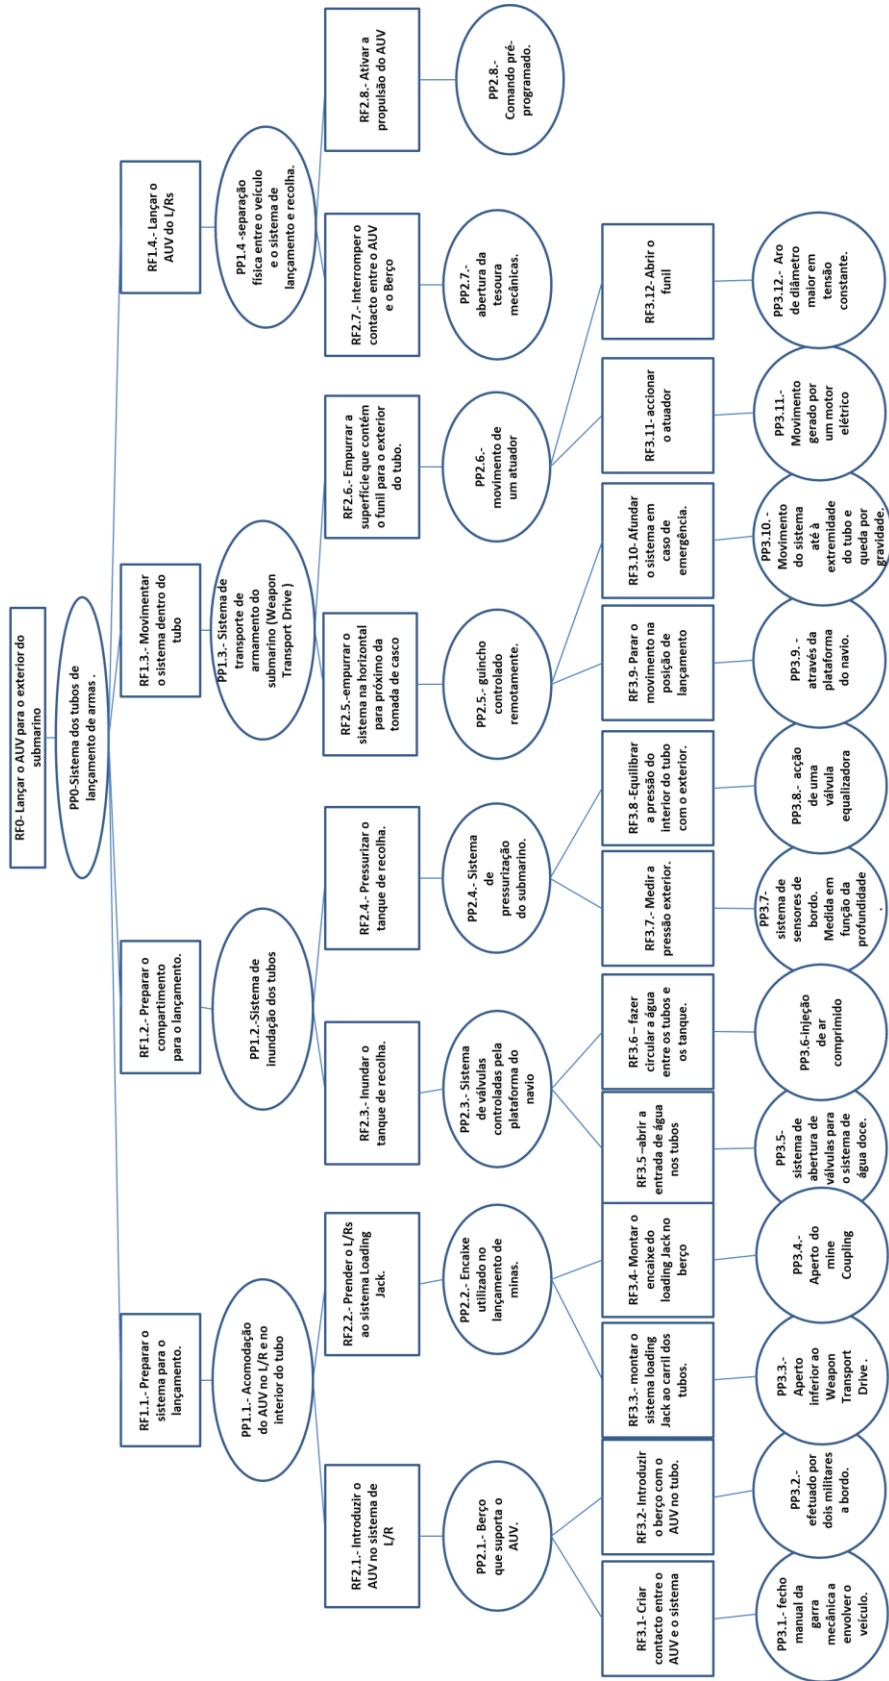 RF0- Lançar o AUV para o exterior do
submarino
PP0-Sistema dos tubos de
lançamento de armas .
RF1.1.- Preparar o
sistema para o
lançamento.
RF1.2.- Preparar o
compartimento
para o lançamento.
RF1.3.- Movimentar
o sistema dentro do
tubo
RF1.4.- Lançar o
AUV do L/Rs
PP1.1.- Acomodação
do AUV no L/R e no
interior do tubo
PP1.2.-Sistema de
inundação dos tubos
PP1.3.- Sistema de
transporte de
armamento do
submarino (Weapon
Transport Drive )
PP1.4 -separação
física entre o veículo
e o sistema de
lançamento e recolha.
RF2.1.- Introduzir o
AUV no sistema de
L/R
RF2.2.- Prender o L/Rs
ao sistema Loading
Jack.
RF2.3.- Inundar o
tanque de recolha.
RF2.4.- Pressurizar o
tanque de recolha.
RF2.5.-empurrar o
sistema na horizontal
para próximo da
tomada de casco
RF2.6.- Empurrar a
superfície que contém
o funil para o exterior
do tubo.
RF2.7.- Interromper o
contacto entre o AUV
e o Berço
RF2.8.- Ativar a
propulsão do AUV
PP2.1.- Berço
que suporta o
AUV.
PP2.2.- Encaixe
utilizado no
lançamento de
minas.
PP2.3.- Sistema
de válvulas
controladas pela
plataforma do
navio
PP2.4.- Sistema
de
pressurização
do submarino.
PP2.5.- guincho
controlado
remotamente.
PP2.6.-
movimento de
um atuador
PP2.7.-
abertura da
tesoura
mecânicas.
PP2.8.-
Comando pré-
programado.
RF3.1- Criar
contacto entre o
AUV e o sistema
RF3.2- Introduzir
o berço com o
AUV no tubo.
RF3.3.- montar o
sistema loading
Jack ao carril dos
tubos.
RF3.4- Montar o
encaixe do
loading Jack no
berço
RF3.5 –abrir a
entrada de água
nos tubos
RF3.6 – fazer
circular a água
entre os tubos e
os tanque.
RF3.7.- Medir a
pressão exterior.
RF3.8 -Equilibrar
a pressão do
interior do tubo
com o exterior.
RF3.9- Parar o
movimento na
posição de
lançamento
RF3.10- Afundar
o sistema em
caso de
emergência.
RF3.11- accionar
o atuador
RF3.12- Abrir o
funil
PP3.1.- fecho
manual da
garra
mecânica a
envolver o
veículo.
PP3.2.-
efetuado por
dois militares
a bordo.
PP3.3.-
Aperto
inferior ao
Weapon
Transport
Drive .
PP3.4.-
Aperto do
mine
Coupling
PP3.5-
sistema de
abertura de
válvulas para
o sistema de
água doce.
PP3.6-injeção
de ar
comprimido
PP3.7-
sistema de
sensores de
bordo.
Medida em
função da
profundidade
.
PP3.8.- acção
de uma
válvula
equalizadora
PP3.9. -
através da
plataforma
do navio.
PP3.10. -
Movimento
do sistema
até à
extremidade
do tubo e
queda por
gravidade.
PP3.11.-
Movimento
gerado por
um motor
elétrico
PP3.12.- Aro
de diâmetro
maior em
tensão
constante.